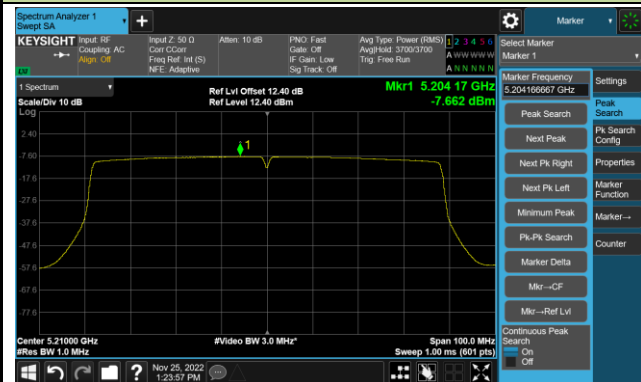 Spectrum Analyzer 1
Swept SA
+
Marker
KEYSIGHT
Input: RF
Coupling: AC
Align: Off
Input Z: 50 Ω
Corr CCorr
Freq Ref: Int (S)
NFE: Adaptive
Atten: 10 dB
PNO: Fast
Gate: Off
IF Gain: Low
Sig Track: Off
Avg Type: Power (RMS)
Avg|Hold: 3700/3700
Trig: Free Run
1 2 3 4 5 6
A W W W W W
A N N N N N
LXI
Select Marker
Marker 1
1 Spectrum
Scale/Div 10 dB
Log
Ref Lvl Offset 12.40 dB
Ref Level 12.40 dBm
Mkr1 5.204 17 GHz
-7.662 dBm
2.40
-7.60
-17.6
-27.6
-37.6
-47.6
-57.6
-67.6
-77.6
1
Center 5.21000 GHz
#Res BW 1.0 MHz
#Video BW 3.0 MHz*
Span 100.0 MHz
Sweep 1.00 ms (601 pts)
Marker Frequency
5.204166667 GHz
Peak Search
Next Peak
Next Pk Right
Next Pk Left
Minimum Peak
Pk-Pk Search
Marker Delta
Mkr→CF
Mkr→Ref Lvl
Continuous Peak
Search
On
Off
Settings
Peak
Search
Pk Search
Config
Properties
Marker
Function
Marker→
Counter
?
Nov 25, 2022
1:23:57 PM